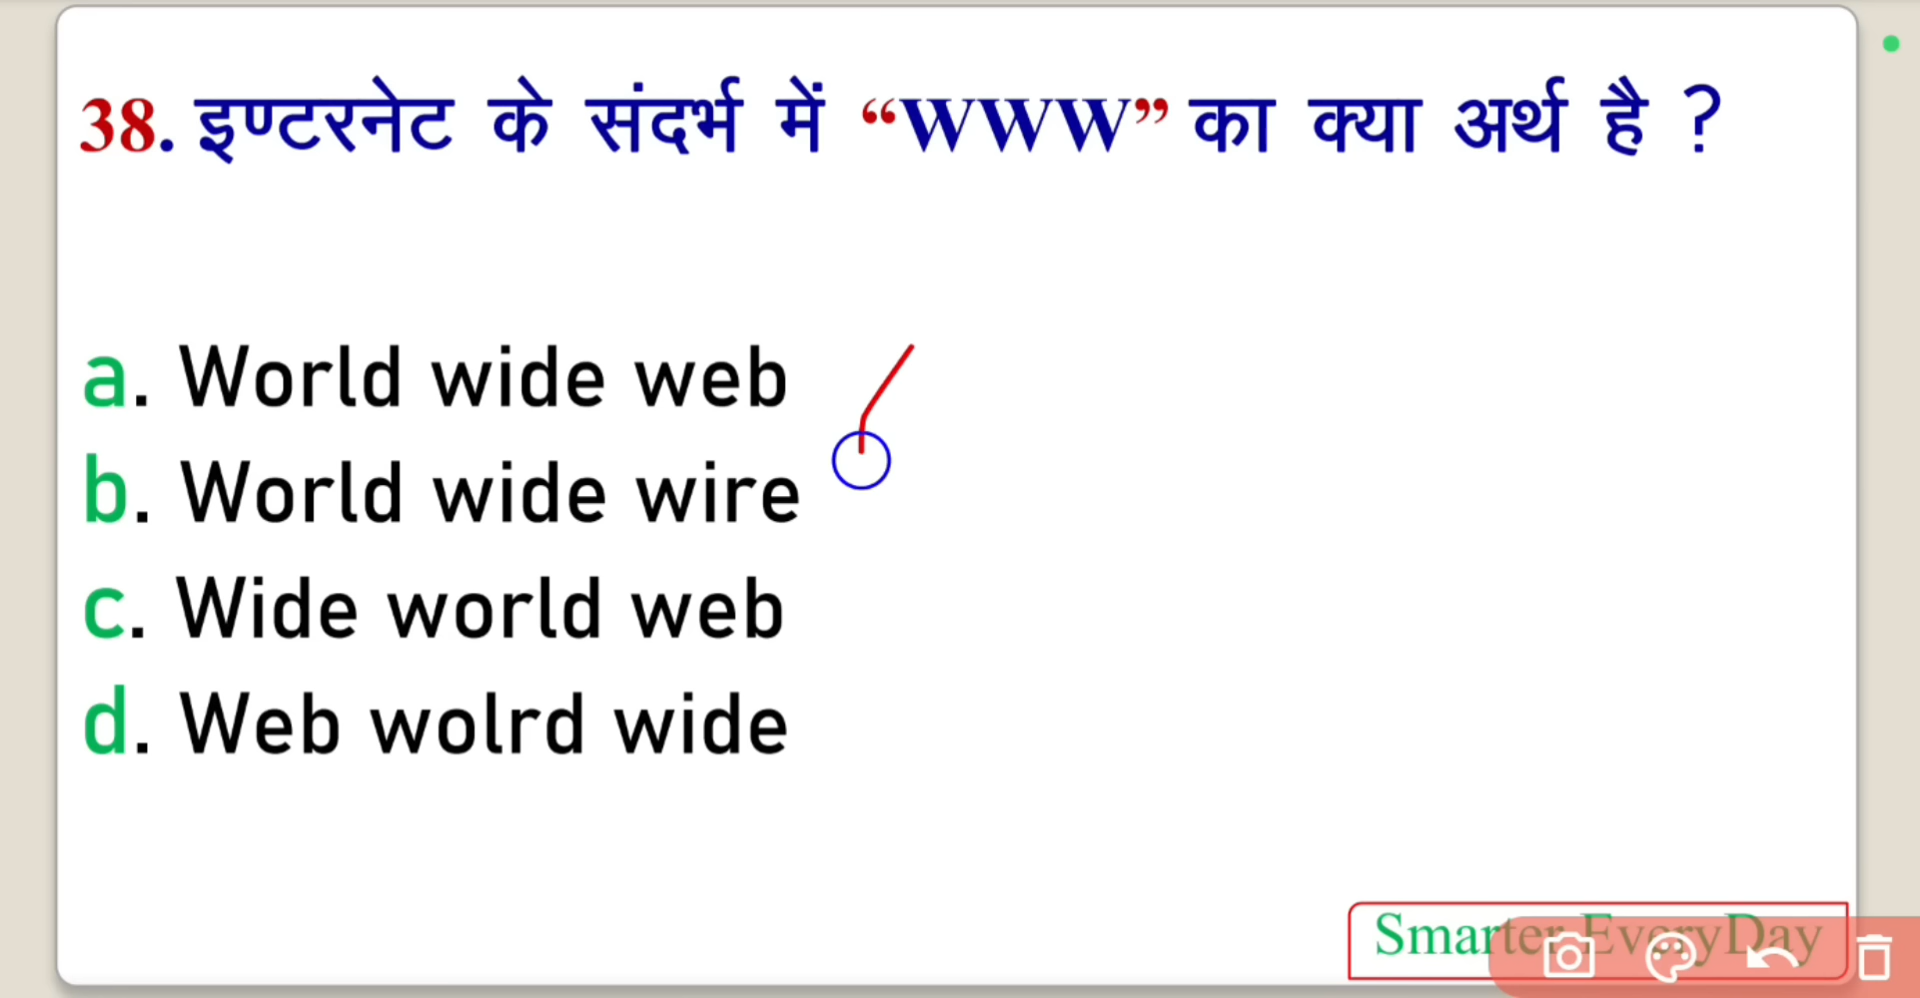 38. इण्टरनेट के संदर्भ में “WWW” का क्या अर्थ है ?
a. World wide web
b. World wide wire
c. Wide world web
d. Web wolrd wide
Smarter EveryDay